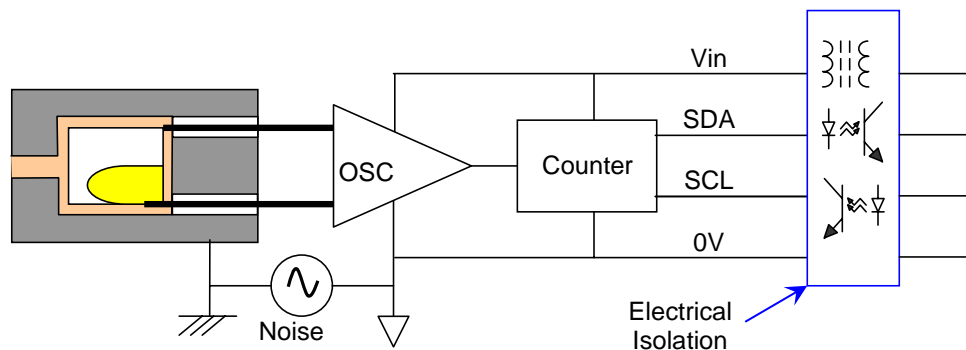 Vin
SDA
OSC
Counter
SCL
0V
Noise
Electrical
Isolation